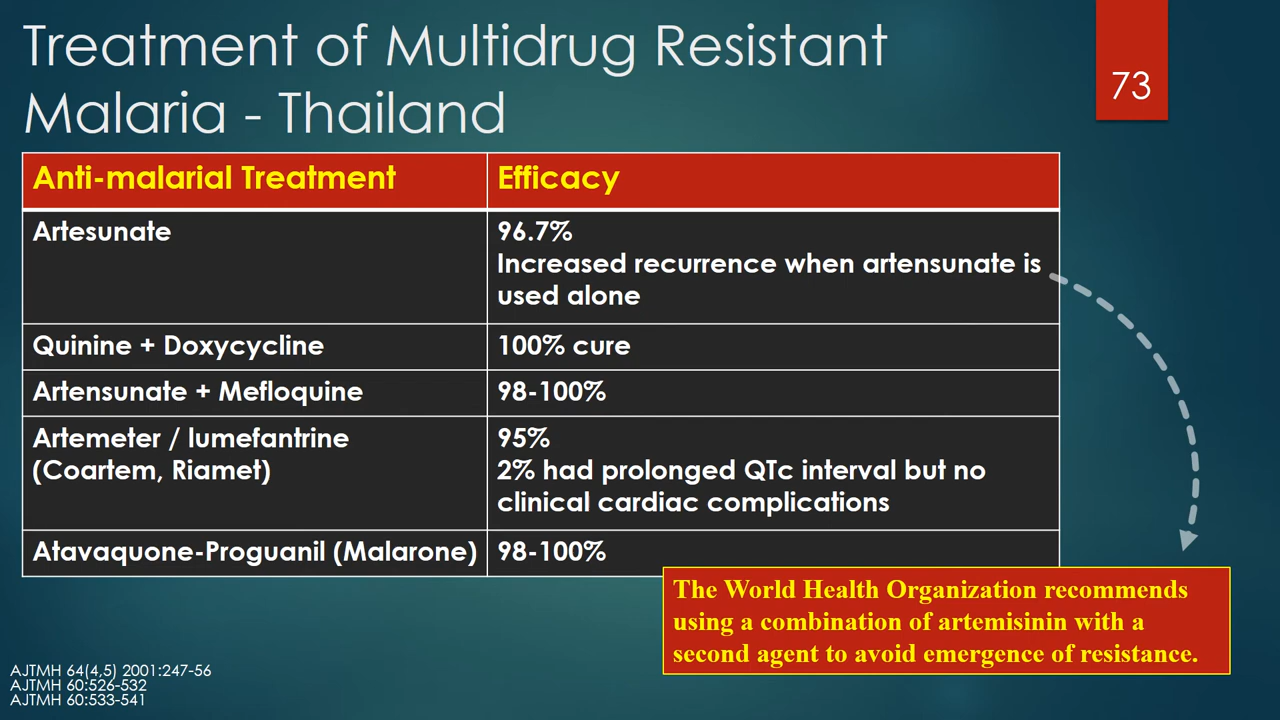 Treatment of Multidrug Resistant
Malaria - Thailand
73
Anti-malarial Treatment
Efficacy
Artesunate
96.7%
Increased recurrence when artensunate is
used alone
Quinine + Doxycycline
100% cure
Artensunate + Mefloquine
98-100%
Artemeter / lumefantrine
(Coartem, Riamet)
95%
2% had prolonged QTc interval but no
clinical cardiac complications
Atavaquone-Proguanil (Malarone)
98-100%
The World Health Organization recommends
using a combination of artemisinin with a
second agent to avoid emergence of resistance.
AJTMH 64(4,5) 2001:247-56
AJTMH 60:526-532
AJTMH 60:533-541